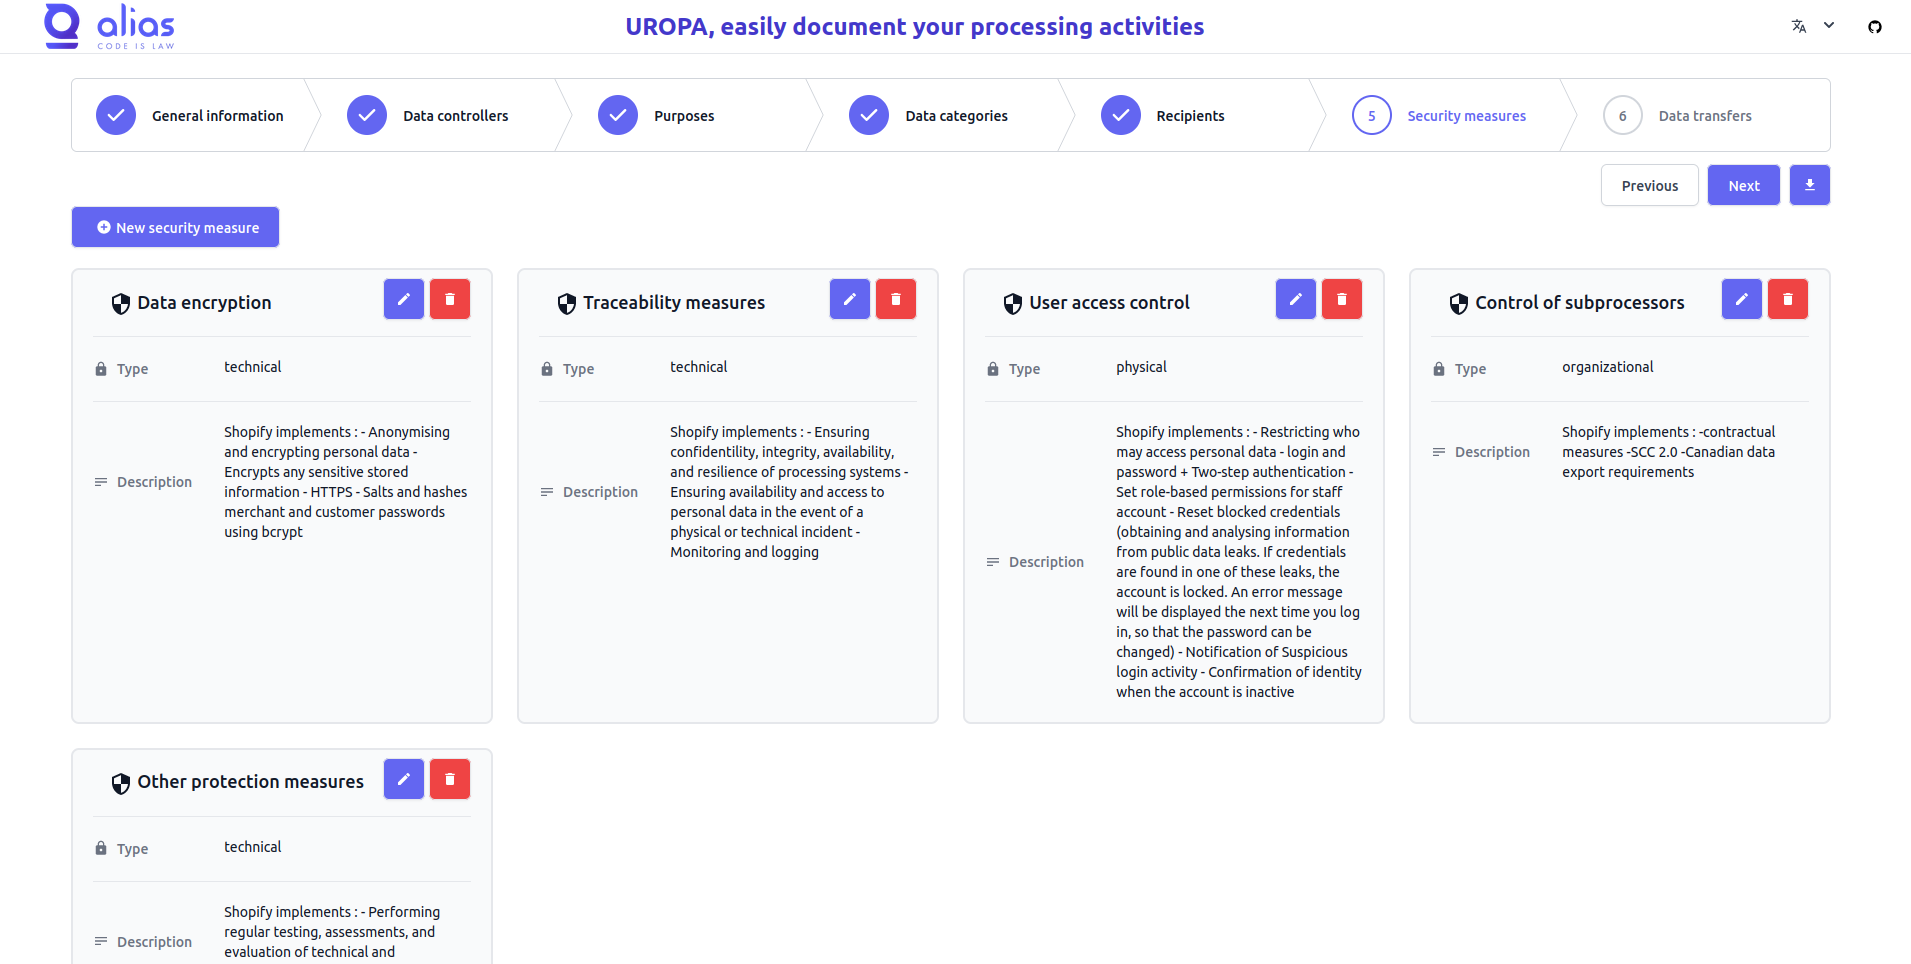 alias
CODE IS LAW
UROPA, easily document your processing activities
General information
Data controllers
Purposes
Data categories
Recipients
5 Security measures
6 Data transfers
Previous
Next
New security measure
Data encryption
Type technical
Description
Shopify implements : - Anonymising
and encrypting personal data -
Encrypts any sensitive stored
information - HTTPS - Salts and hashes
merchant and customer passwords
using bcrypt
Traceability measures
Type technical
Description
Shopify implements : - Ensuring
confidentility, integrity, availability,
and resilience of processing systems -
Ensuring availability and access to
personal data in the event of a
physical or technical incident -
Monitoring and logging
User access control
Type physical
Description
Shopify implements : - Restricting who
may access personal data - login and
password + Two-step authentication -
Set role-based permissions for staff
account - Reset blocked credentials
(obtaining and analysing information
from public data leaks. If credentials
are found in one of these leaks, the
account is locked. An error message
will be displayed the next time you log
in, so that the password can be
changed) - Notification of Suspicious
login activity - Confirmation of identity
when the account is inactive
Control of subprocessors
Type organizational
Description
Shopify implements : -contractual
measures -SCC 2.0 -Canadian data
export requirements
Other protection measures
Type technical
Description
Shopify implements : - Performing
regular testing, assessments, and
evaluation of technical and